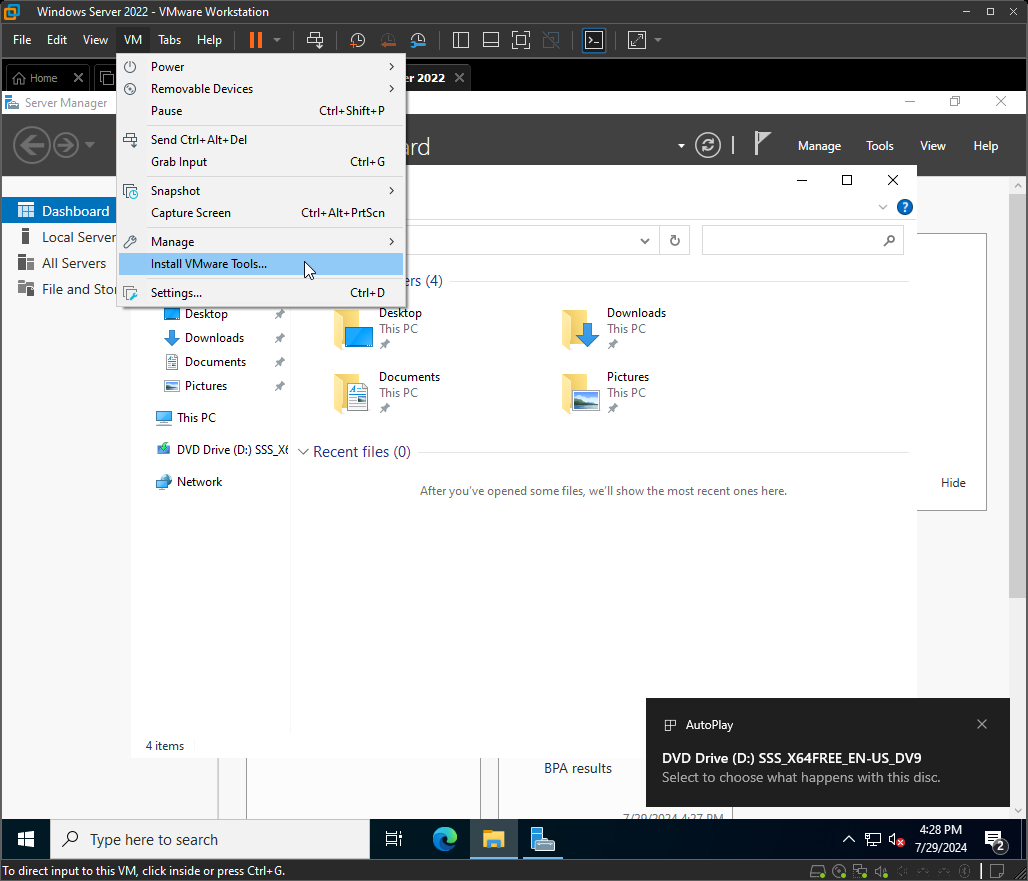 Windows Server 2022 - VMware Workstation
File Edit View VM Tabs Help
Home
er 2022
Server Manager
Power
Removable Devices
Pause Ctrl+Shift+P
Send Ctrl+Alt+Del
Grab Input Ctrl+G
Snapshot
Capture Screen Ctrl+Alt+PrtScn
Manage
Install VMware Tools...
Settings... Ctrl+D
ard
Manage Tools View Help
Dashboard
Local Server
All Servers
File and Sto
ers (4)
Desktop
Downloads
Documents
Pictures
This PC
DVD Drive (D:) SSS_X6
Network
Desktop
This PC
Downloads
This PC
Documents
This PC
Pictures
This PC
Recent files (0)
After you've opened some files, we'll show the most recent ones here.
Hide
4 items
BPA results
7/29/2024 4:27 PM
AutoPlay
DVD Drive (D:) SSS_X64FREE_EN-US_DV9
Select to choose what happens with this disc.
Type here to search
4:28 PM
7/29/2024
2
To direct input to this VM, click inside or press Ctrl+G.